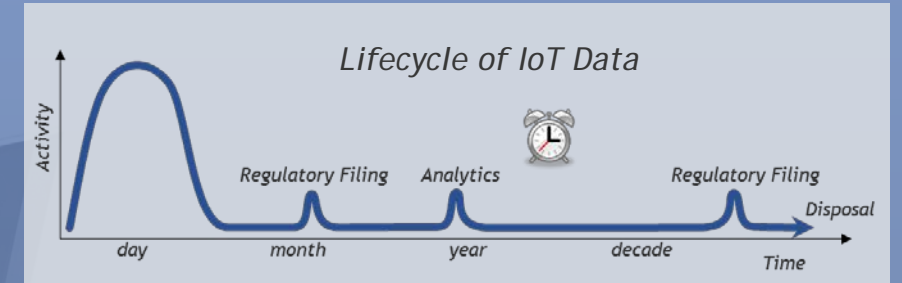 Lifecycle of IoT Data
Activity
Regulatory Filing Analytics Regulatory Filing
Disposal
day month year decade
Time